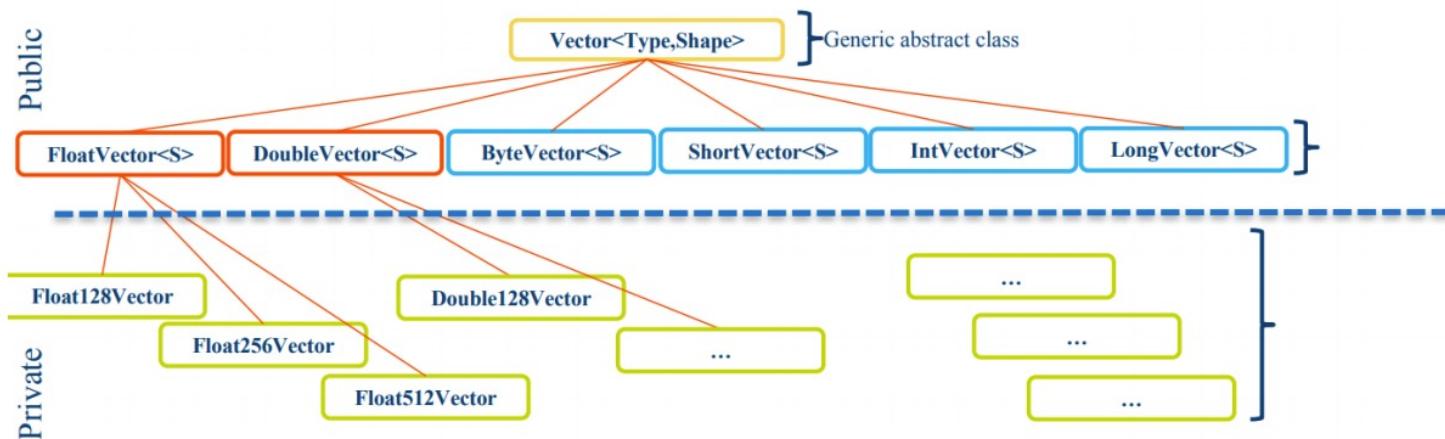 Public
Vector<Type,Shape>
Generic abstract class
FloatVector<S>
DoubleVector<S>
ByteVector<S>
ShortVector<S>
IntVector<S>
LongVector<S>
Private
Float128Vector
Double128Vector
...
Float256Vector
...
...
Float512Vector
...